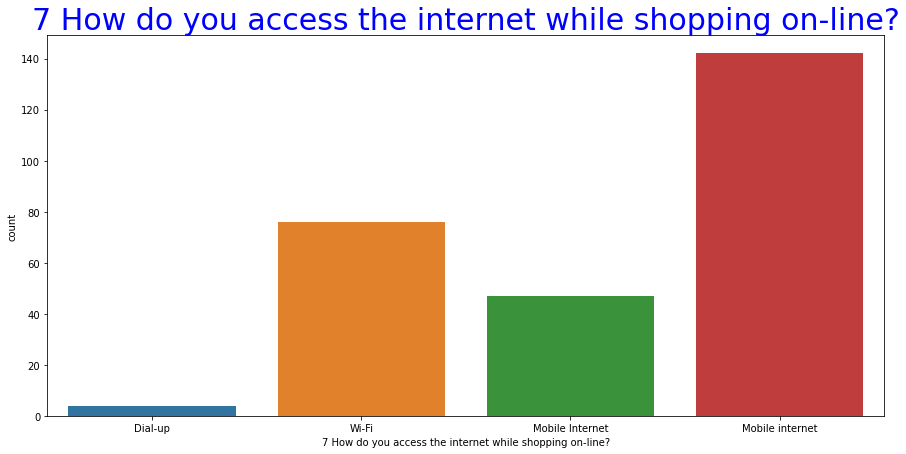 7 How do you access the internet while shopping on-line?
140
120
100
80
60
40
20
0
count
Dial-up Wi-Fi Mobile Internet Mobile internet
7 How do you access the internet while shopping on-line?